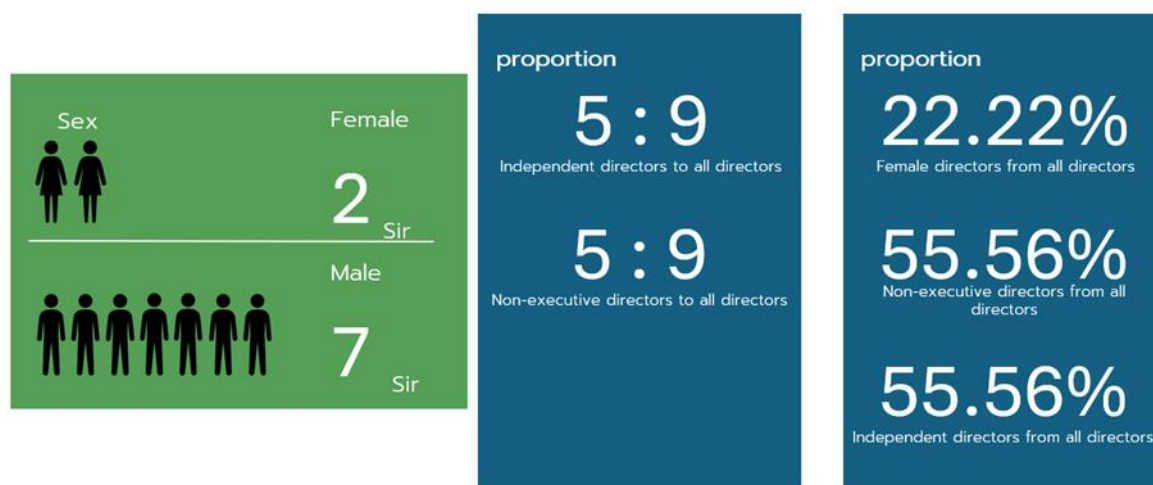 Sex
Female
2 Sir
Male
7 Sir
proportion
5 : 9
Independent directors to all directors
5 : 9
Non-executive directors to all directors
proportion
22.22%
Female directors from all directors
55.56%
Non-executive directors from all
directors
55.56%
Independent directors from all directors